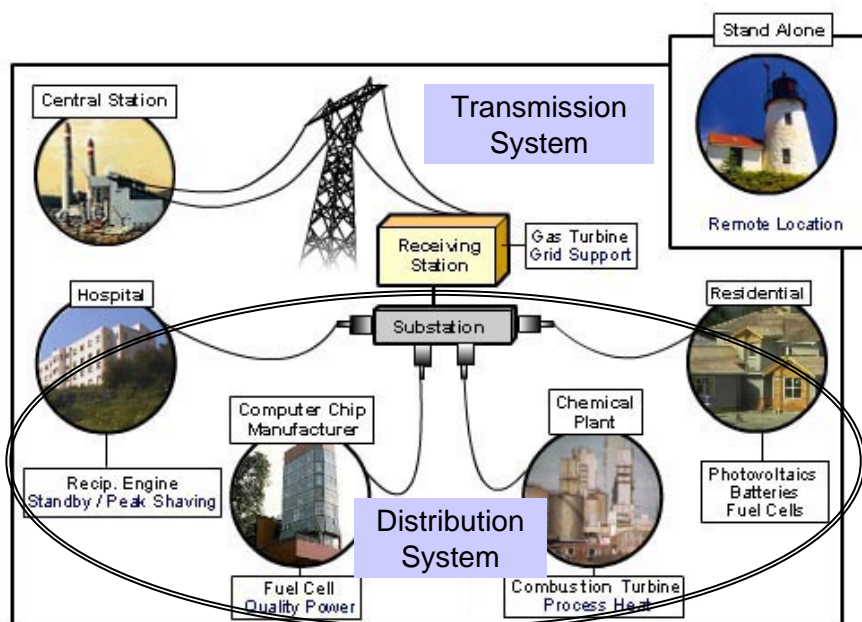 Stand Alone
Central Station
Transmission
System
Remote Location
Receiving
Station
Gas Turbine
Grid Support
Hospital
Residential
Substation
Computer Chip
Manufacturer
Chemical
Plant
Recip. Engine
Standby / Peak Shaving
Photovoltaics
Batteries
Fuel Cells
Distribution
System
Fuel Cell
Quality Power
Combustion Turbine
Process Heat